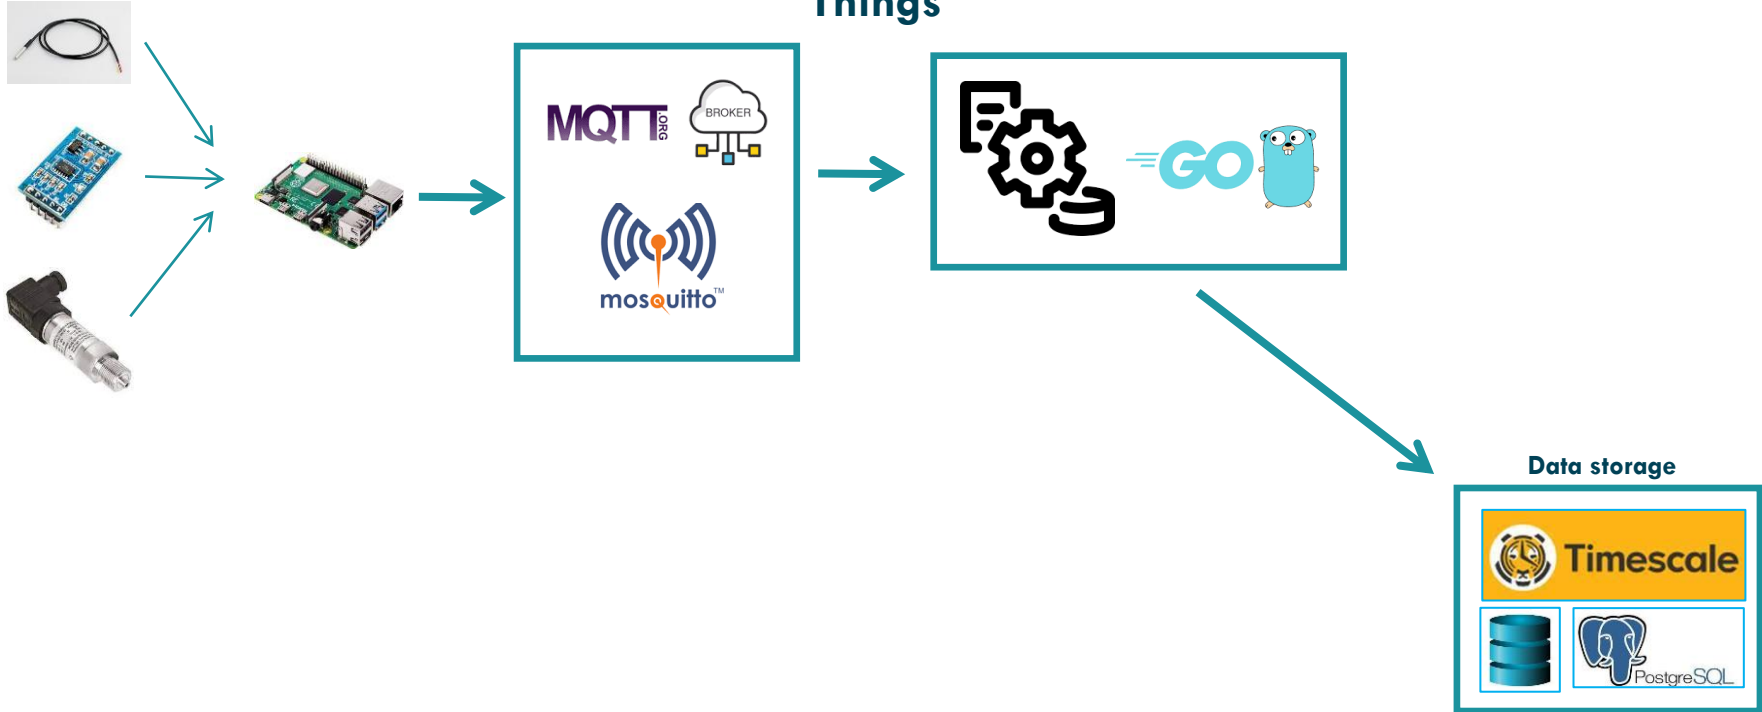 Things
MQTT
.ORG
BROKER
GO
mosquitto™
Data storage
Timescale
PostgreSQL